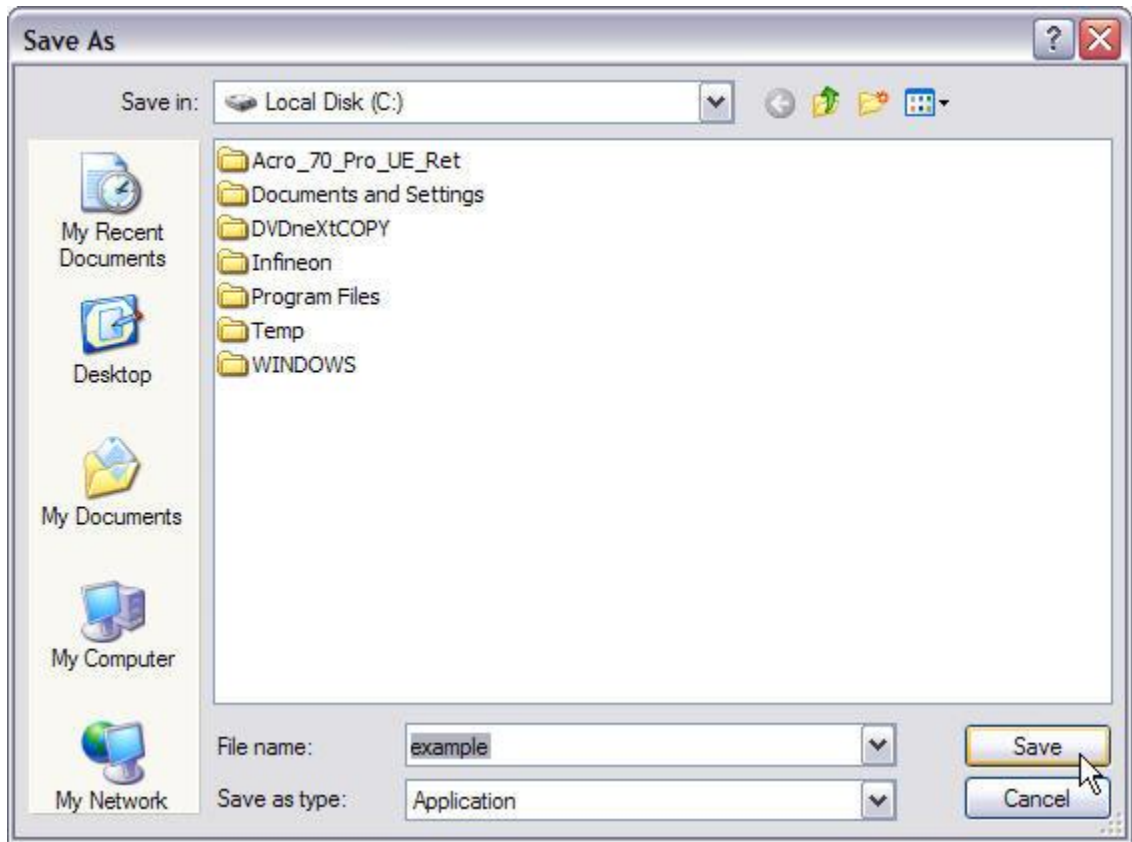 Save As
Save in:
Local Disk (C:)
My Recent
Documents
Desktop
My Documents
My Computer
My Network
Acro_70_Pro_UE_Ret
Documents and Settings
DVDneXtCOPY
Infineon
Program Files
Temp
WINDOWS
File name:
example
Save
Save as type:
Application
Cancel